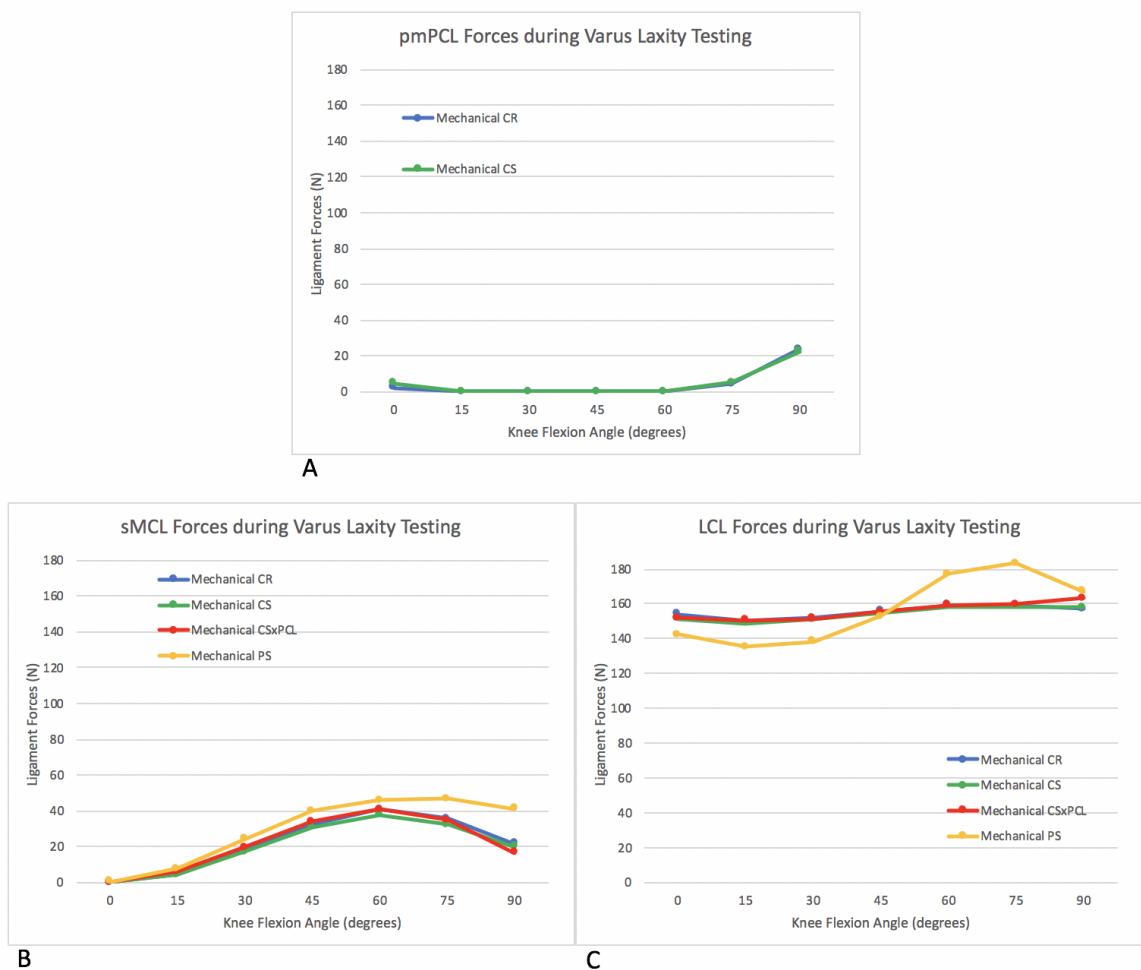 pmPCL Forces during Varus Laxity Testing
Ligament Forces (N)
180
160
140
120
100
80
60
40
20
0
Mechanical CR
Mechanical CS
0 15 30 45 60 75 90
Knee Flexion Angle (degrees)
A
sMCL Forces during Varus Laxity Testing
Ligament Forces (N)
180
160
140
120
100
80
60
40
20
0
Mechanical CR
Mechanical CS
Mechanical CSxPCL
Mechanical PS
0 15 30 45 60 75 90
Knee Flexion Angle (degrees)
B
LCL Forces during Varus Laxity Testing
Ligament Forces (N)
180
160
140
120
100
80
60
40
20
0
Mechanical CR
Mechanical CS
Mechanical CSxPCL
Mechanical PS
0 15 30 45 60 75 90
Knee Flexion Angle (degrees)
C